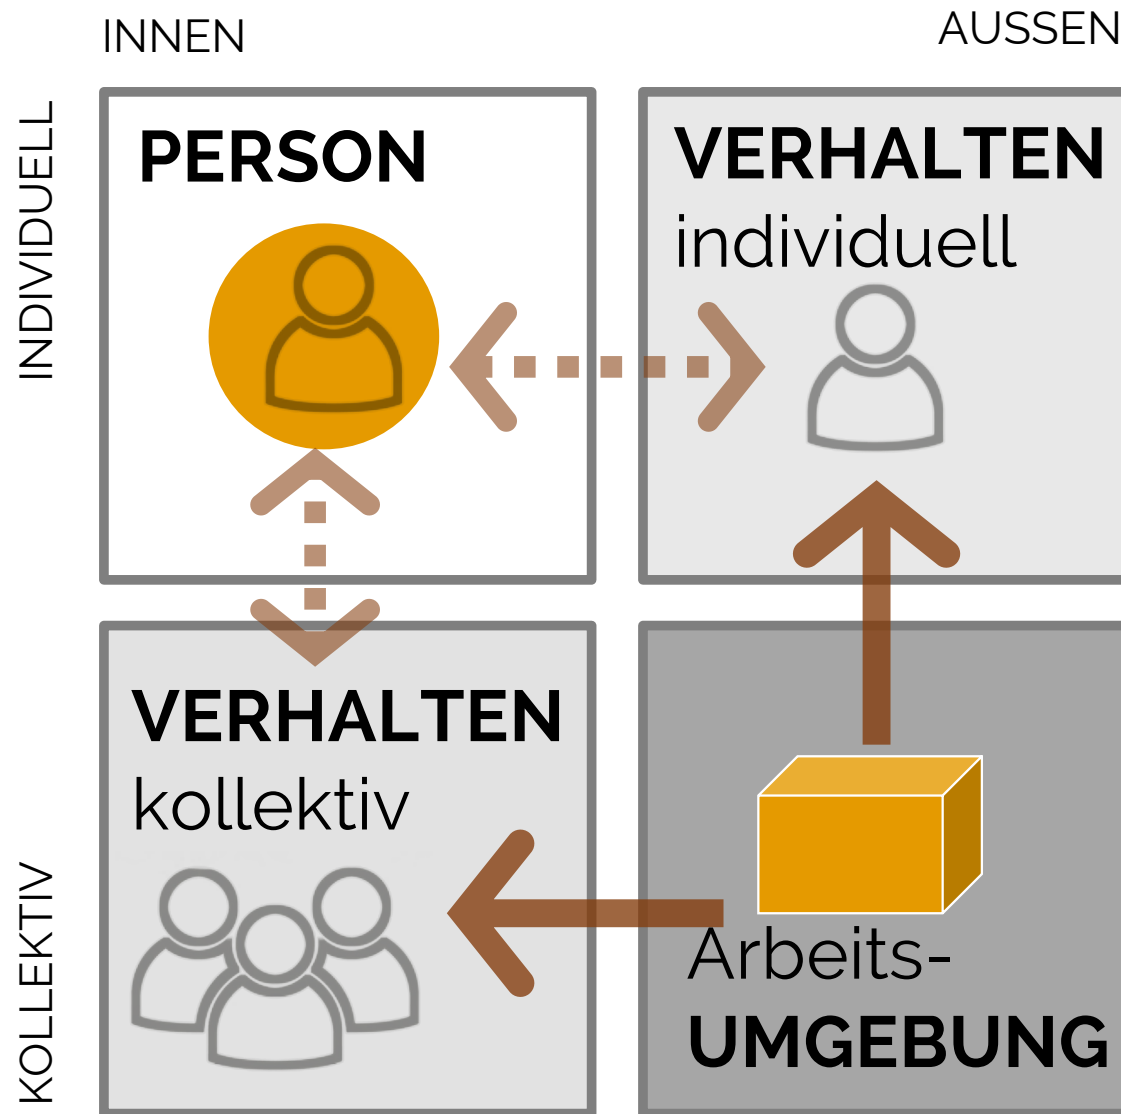 INNEN
AUSSEN
INDIVIDUELL
PERSON
VERHALTEN
individuell
KOLLEKTIV
VERHALTEN
kollektiv
Arbeits-
UMGEBUNG